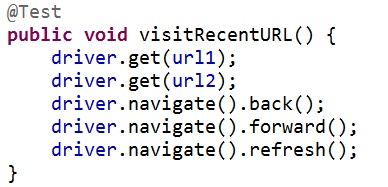 @Test
public void visitRecentURL() {
    driver.get(url1);
    driver.get(url2);
    driver.navigate().back();
    driver.navigate().forward();
    driver.navigate().refresh();
}